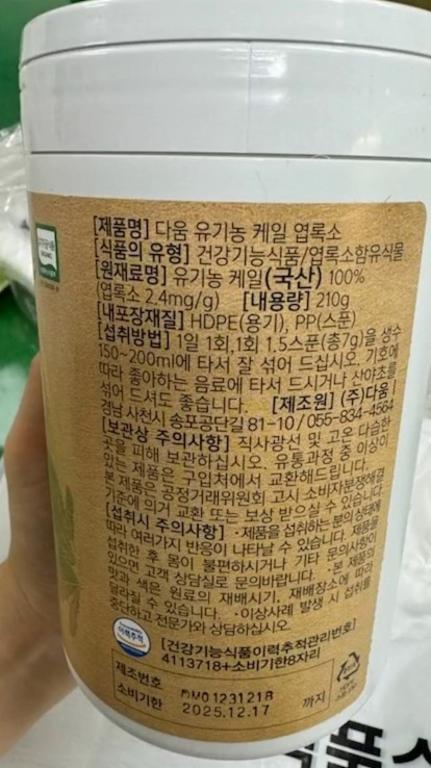 [제품명] 다움 유기농 케일 엽록소
[식품의 유형] 건강기능식품/엽록소함유식물
[원재료명] 유기농 케일(국산) 100%
(엽록소 2.4mg/g) [내용량] 210g
[내포장재질] HDPE(용기), PP(스푼)
[섭취방법] 1일 1회,1회 1.5스푼(총7g)을 생수
150~200ml에 타서 잘 섞어 드십시오. 기호에
따라 좋아하는 음료에 타서 드시거나 산야초를
섞어 드셔도 좋습니다. [제조원] (주)다움
경남 사천시 송포공단길 81-10 / 055-834-4564
[보관상 주의사항] 직사광선 및 고온 다습한
곳을 피해 보관하십시오. 유통과정 중 이상이
있는 제품은 구입처에서 교환해드립니다.
본 제품은 공정거래위원회 고시 소비자분쟁해결
기준에 의거 교환 또는 보상 받으실 수 있습니다.
[섭취시 주의사항] ·제품을 섭취하는 분의 상태에
따라 여러가지 반응이 나타날 수 있습니다. 제품을
섭취한 후 몸이 불편하시거나 기타 문의사항이
있으면 고객 상담실로 문의바랍니다. ·본 제품의
맛과 색은 원료의 재배시기, 재배장소에 따라
달라질 수 있습니다. ·이상사례 발생 시 섭취를
중단하고 전문가와 상담하십시오.
이력추적
[건강기능식품이력추적관리번호]
4113718+소비기한8자리
제조번호 DM01231218
소비기한 2025.12.17 까지